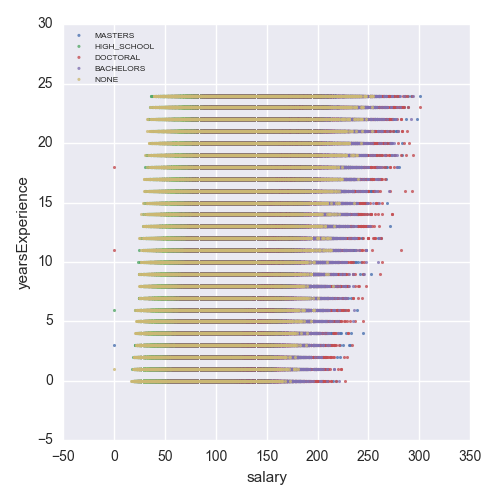 30
25
20
15
10
5
0
−5
yearsExperience
MASTERS
HIGH_SCHOOL
DOCTORAL
BACHELORS
NONE
−50 0 50 100 150 200 250 300 350
salary